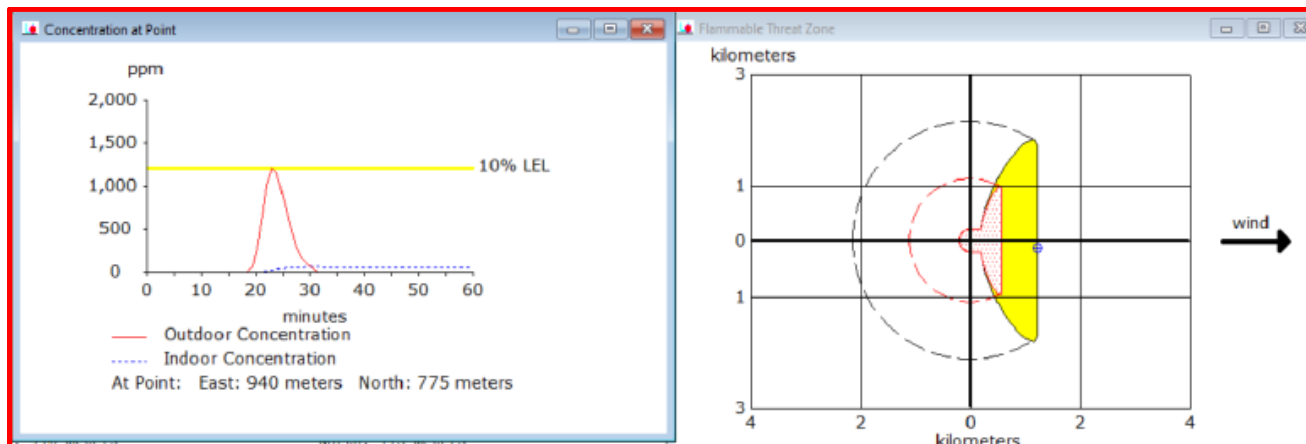 Concentration at Point
ppm
2,000
1,500
1,000
500
0
10% LEL
0 10 20 30 40 50 60
minutes
Outdoor Concentration
Indoor Concentration
At Point: East: 940 meters North: 775 meters
Flammable Threat Zone
kilometers
3
1
0
1
3
4 2 0 2 4
kilometers
wind